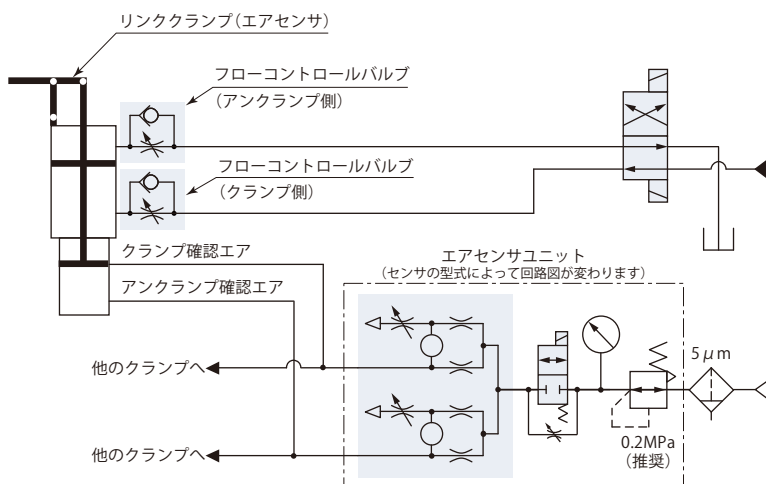 リンククランプ(エアセンサ)
フローコントロールバルブ
(アンクランプ側)
フローコントロールバルブ
(クランプ側)
クランプ確認エア
アンクランプ確認エア
エアセンサユニット
(センサの型式によって回路図が変わります)
他のクランプへ
他のクランプへ
5μm
0.2MPa
(推奨)